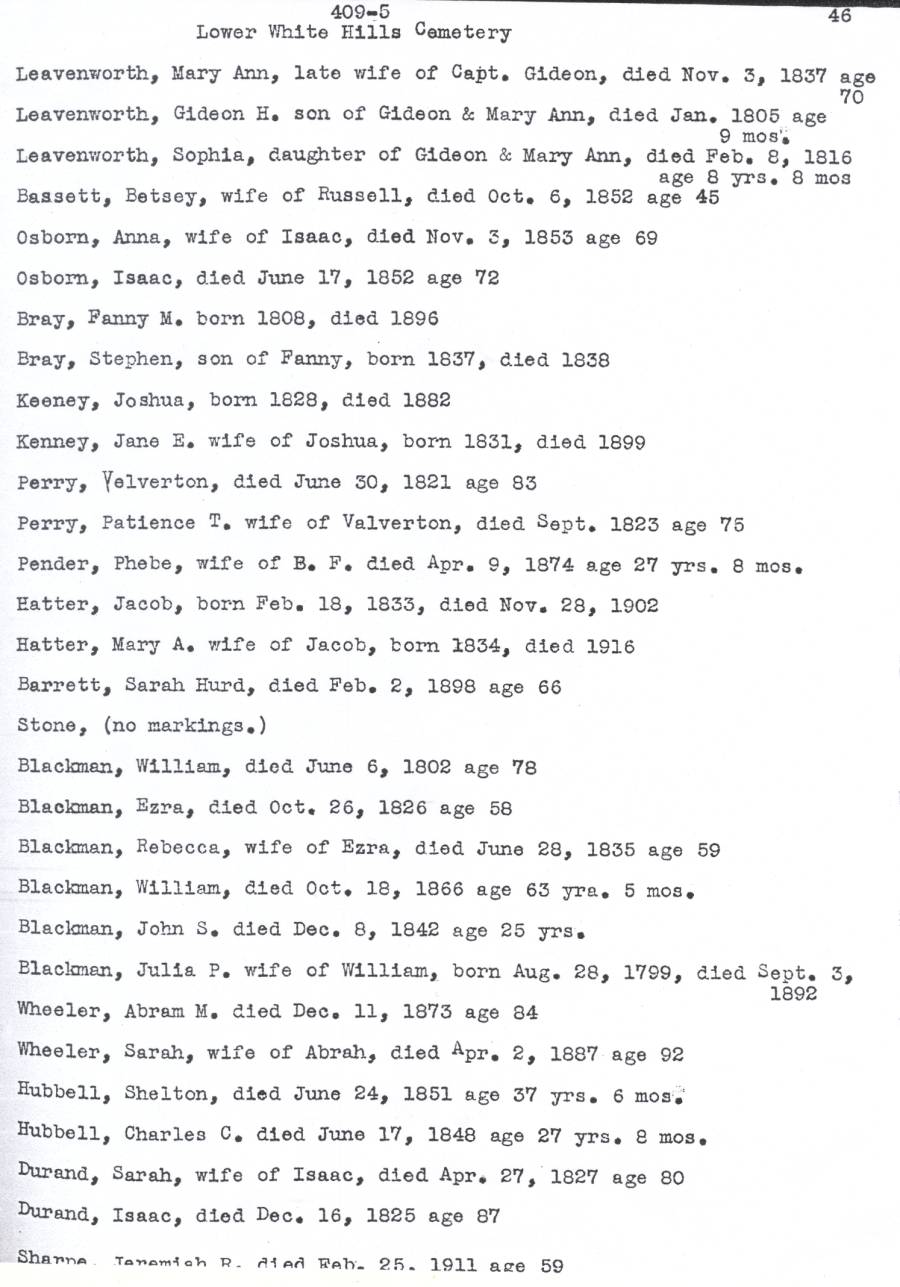 409-5
46
Lower White Hills Cemetery
Leavenworth, Mary Ann, late wife of Capt. Gideon, died Nov. 3, 1837 age
70
Leavenworth, Gideon H. son of Gideon & Mary Ann, died Jan. 1805 age
9 mos.
Leavenworth, Sophia, daughter of Gideon & Mary Ann, died Feb. 8, 1816
age 8 yrs. 8 mos
Bassett, Betsey, wife of Russell, died Oct. 6, 1852 age 45
Osborn, Anna, wife of Isaac, died Nov. 3, 1853 age 69
Osborn, Isaac, died June 17, 1852 age 72
Bray, Fanny M. born 1808, died 1896
Bray, Stephen, son of Fanny, born 1837, died 1838
Keeney, Joshua, born 1828, died 1882
Kenney, Jane E. wife of Joshua, born 1831, died 1899
Perry, Yelverton, died June 30, 1821 age 83
Perry, Patience T. wife of Valverton, died Sept. 1823 age 75
Pender, Phebe, wife of B. F. died Apr. 9, 1874 age 27 yrs. 8 mos.
Hatter, Jacob, born Feb. 18, 1833, died Nov. 28, 1902
Hatter, Mary A. wife of Jacob, born 1834, died 1916
Barrett, Sarah Hurd, died Feb. 2, 1898 age 66
Stone, (no markings.)
Blackman, William, died June 6, 1802 age 78
Blackman, Ezra, died Oct. 26, 1826 age 58
Blackman, Rebecca, wife of Ezra, died June 28, 1835 age 59
Blackman, William, died Oct. 18, 1866 age 63 yra. 5 mos.
Blackman, John S. died Dec. 8, 1842 age 25 yrs.
Blackman, Julia P. wife of William, born Aug. 28, 1799, died Sept. 3,
1892
Wheeler, Abram M. died Dec. 11, 1873 age 84
Wheeler, Sarah, wife of Abrah, died Apr. 2, 1887 age 92
Hubbell, Shelton, died June 24, 1851 age 37 yrs. 6 mos.
Hubbell, Charles C. died June 17, 1848 age 27 yrs. 8 mos.
Durand, Sarah, wife of Isaac, died Apr. 27, 1827 age 80
Durand, Isaac, died Dec. 16, 1825 age 87
Sharpe, Jeremiah R. died Feb. 25, 1911 age 59